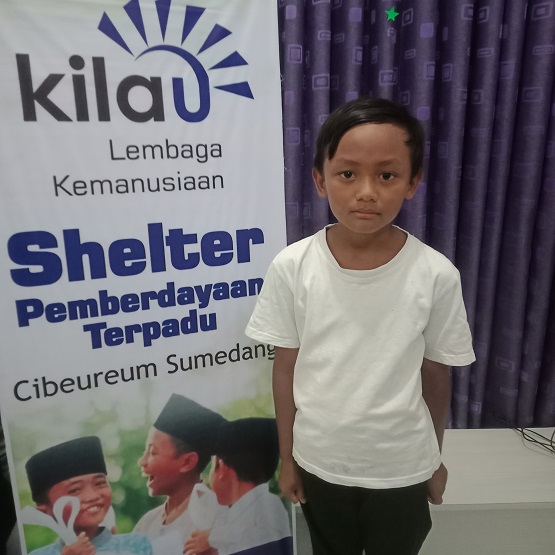 kilau
Lembaga
Kemanusiaan
Shelter
Pemberdayaan
Terpadu
Cibeureum Sumedang